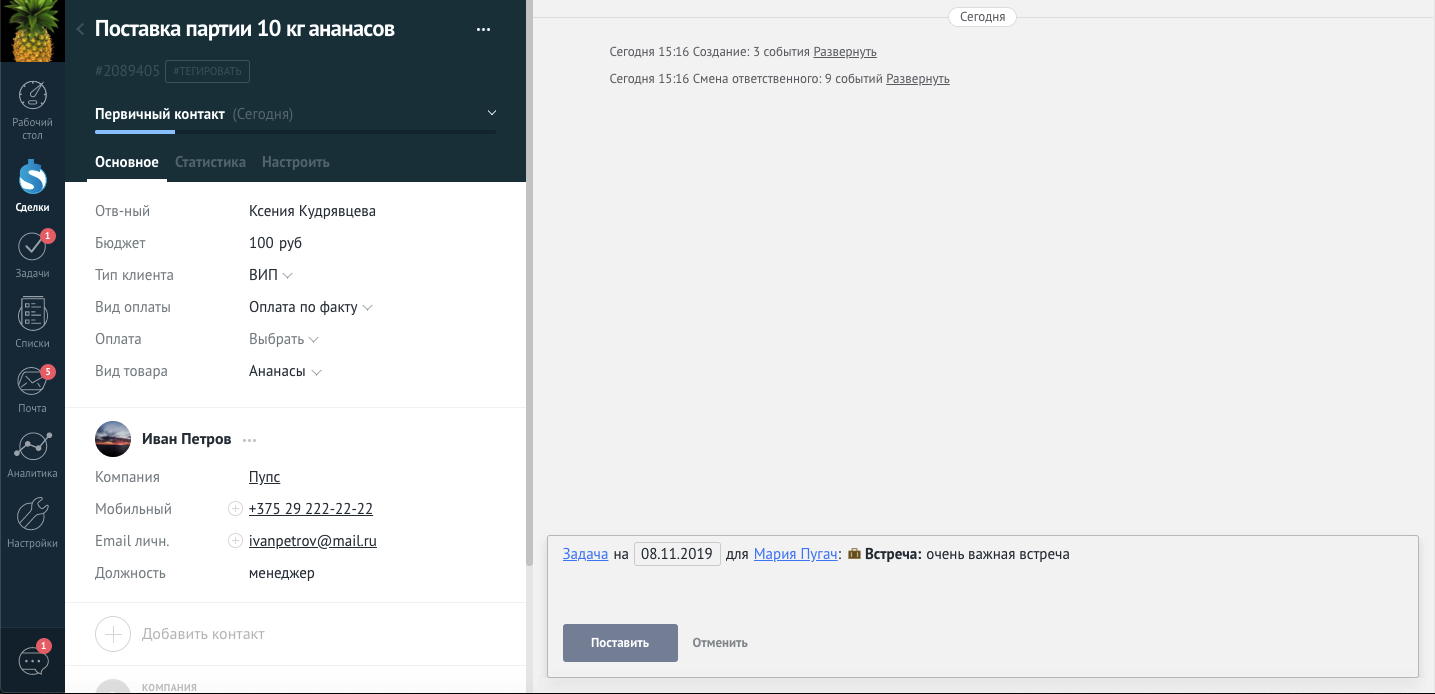 Поставка партии 10 кг ананасов
#2089405 #ТЕГИРОВАТЬ
Первичный контакт (Сегодня)
Основное Статистика Настроить
Рабочий
стол
Сделки
1
Задачи
Списки
5
Почта
Аналитика
Настройки
1
Отв-ный Ксения Кудрявцева
Бюджет 100 руб
Тип клиента ВИП
Вид оплаты Оплата по факту
Оплата Выбрать
Вид товара Ананасы
Иван Петров
Компания Пупс
Мобильный +375 29 222-22-22
Email личн. ivanpetrov@mail.ru
Должность менеджер
Добавить контакт
КОМПАНИЯ
Сегодня
Сегодня 15:16 Создание: 3 события Развернуть
Сегодня 15:16 Смена ответственного: 9 событий Развернуть
Задача на 08.11.2019 для Мария Пугач: Встреча: очень важная встреча
Поставить Отменить